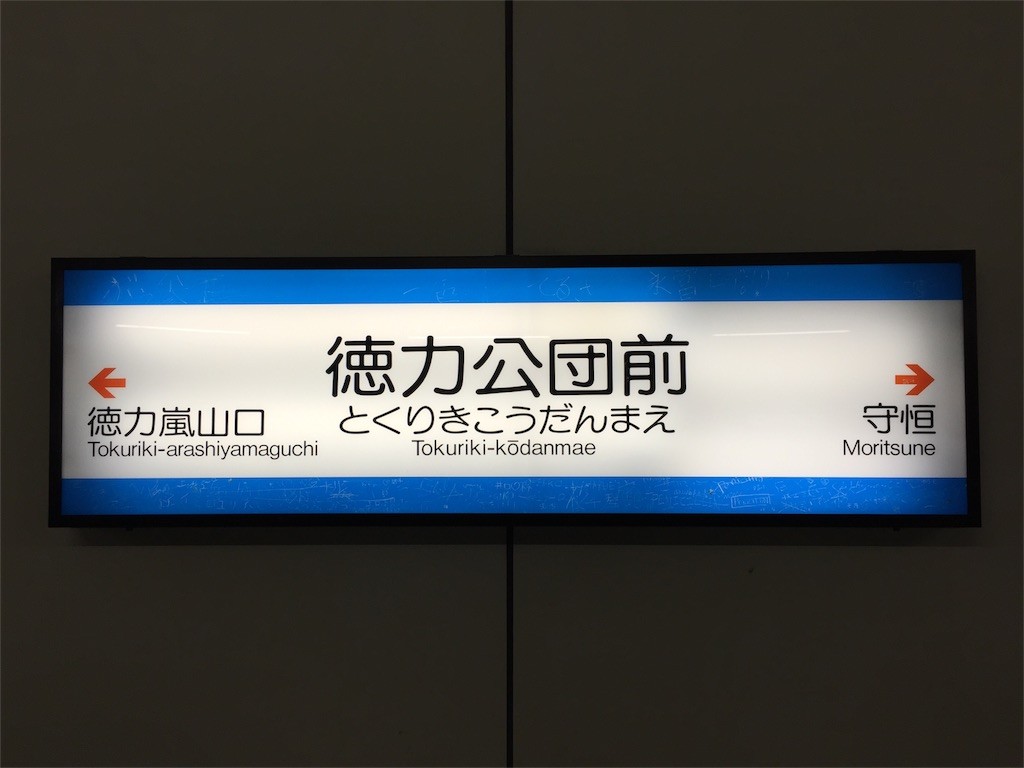 徳力公団前
とくりきこうだんまえ
Tokuriki-kōdanmae
徳力嵐山口
Tokuriki-arashiyamaguchi
守恒
Moritsune